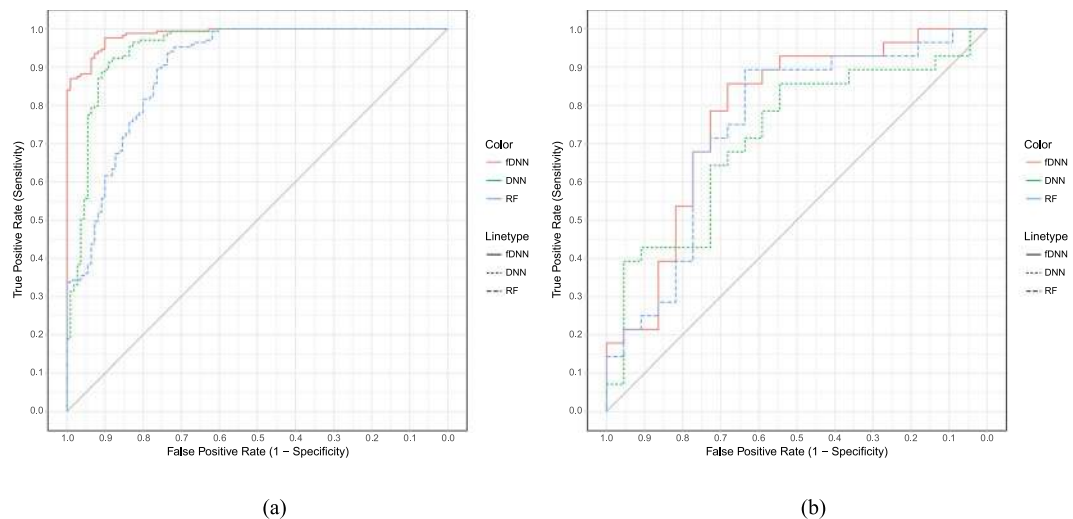 1.0
0.9
0.8
0.7
0.6
0.5
0.4
0.3
0.2
0.1
0.0
True Positive Rate (Sensitivity)
1.0 0.9 0.8 0.7 0.6 0.5 0.4 0.3 0.2 0.1 0.0
False Positive Rate (1 − Specificity)
Color
fDNN
DNN
RF
Linetype
fDNN
DNN
RF
(a)
1.0
0.9
0.8
0.7
0.6
0.5
0.4
0.3
0.2
0.1
0.0
True Positive Rate (Sensitivity)
1.0 0.9 0.8 0.7 0.6 0.5 0.4 0.3 0.2 0.1 0.0
False Positive Rate (1 − Specificity)
Color
fDNN
DNN
RF
Linetype
fDNN
DNN
RF
(b)